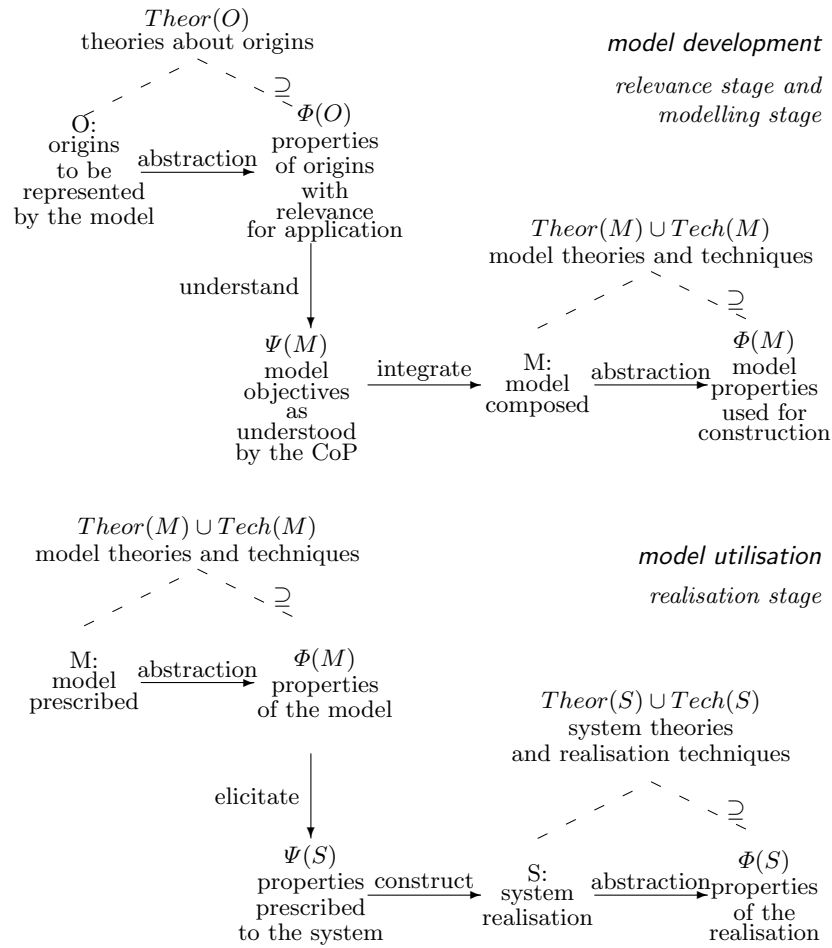 Theor(O)
theories about origins
model development
relevance stage and
modelling stage
⊇
O:
origins
to be
represented
by the model
abstraction
Φ(O)
properties
of origins
with
relevance
for application
understand
Theor(M) ∪ Tech(M)
model theories and techniques
⊇
Ψ(M)
model
objectives
as
understood
by the CoP
integrate
M:
model
composed
abstraction
Φ(M)
model
properties
used for
construction
Theor(M) ∪ Tech(M)
model theories and techniques
model utilisation
realisation stage
⊇
M:
model
prescribed
abstraction
Φ(M)
properties
of the model
elicitate
Theor(S) ∪ Tech(S)
system theories
and realisation techniques
⊇
Ψ(S)
properties
prescribed
to the system
construct
S:
system
realisation
abstraction
Φ(S)
properties
of the
realisation